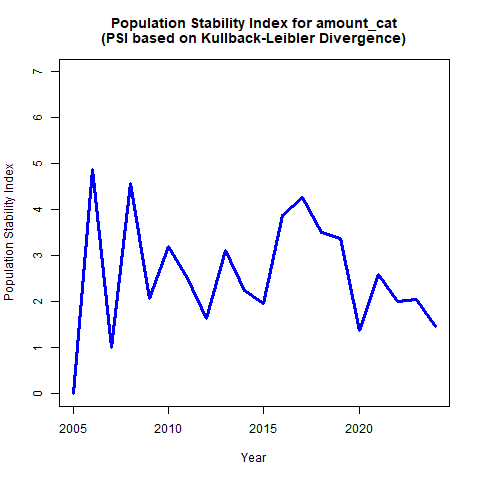 Population Stability Index for amount_cat
(PSI based on Kullback-Leibler Divergence)
Population Stability Index
7
6
5
4
3
2
1
0
2005 2010 2015 2020
Year